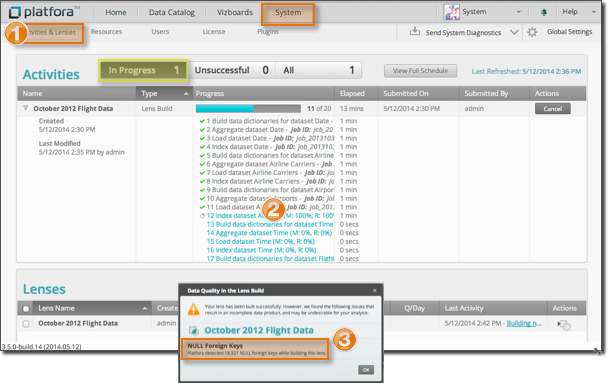 platfora™ Home Data Catalog Vizboards System System Help
1 Activities & Lenses Resources Users License Plugins Send System Diagnostics Global Settings
Activities In Progress 1 Unsuccessful 0 All 1 View Full Schedule Last Refreshed: 5/12/2014 2:36 PM
Name Type Progress Elapsed Submitted On Submitted By Actions
October 2012 Flight Data Lens Build 11 of 20 13 mins 5/12/2014 2:30 PM admin Cancel
Created
5/12/2014 2:30 PM
Last Modified
5/12/2014 2:35 PM by admin
1 Build data dictionaries for dataset Date - 1 min
2 Aggregate dataset Date - Job ID: job_20 1 min
3 Load dataset Date - Job ID: job_2013103 1 min
4 Index dataset Date - Job ID: job_201310 1 min
5 Build data dictionaries for dataset Airline 1 min
6 Aggregate dataset Airline Carriers - Job 1 min
7 Load dataset Airline Carriers - Job ID: jo 1 min
8 Index dataset Airline Carriers - Job ID: j 1 min
9 Build data dictionaries for dataset Airpor 1 min
10 Aggregate dataset Airports - Job ID: jo 1 min
11 Load dataset Airports - Job ID: job_201 1 min
12 Index dataset (M: 100%, R: 100%) 1 min
2
13 Build data dictionaries for dataset Time 0 secs
14 Aggregate dataset Time (M: 0%, R: 0%) 0 secs
15 Load dataset Time (M: 0%, R: 0%) 0 secs
16 Index dataset Time (M: 0%, R: 0%) 0 secs
17 Build data dictionaries for dataset Flight 0 secs
Lenses
Lens Name Create Q/Day Last Activity Actions
October 2012 Flight Data admin 5/12/2014 2:42 PM - Building n...
3.5.0-build.14 (2014.05.12)
Data Quality in the Lens Build
Your lens has been built successfully. However, we found the following issues that
result in an incomplete data product, and may be undesirable for your analysis.
October 2012 Flight Data
3
NULL Foreign Keys
Platfora detected 18,921 NULL foreign keys while building this lens.
OK